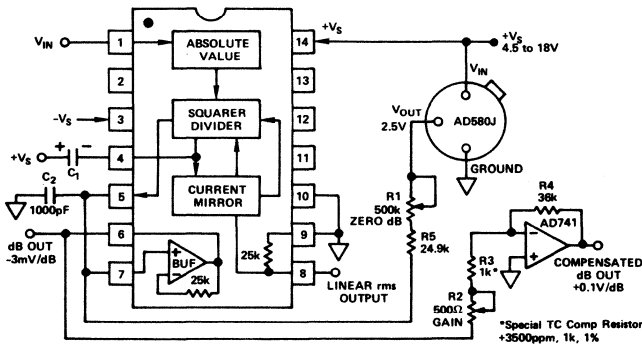 V_IN
1
2
3
4
5
6
7
14
13
12
11
10
9
8
ABSOLUTE
VALUE
SQUARER
DIVIDER
CURRENT
MIRROR
BUF
25k
25k
-V_S
+V_S
+ -
C_1
C_2
1000pF
dB OUT
-3mV/dB
+V_S
+V_S
4.5 to 18V
V_IN
V_OUT
2.5V
AD580J
GROUND
R1
500k
ZERO dB
R5
24.9k
LINEAR rms
OUTPUT
R4
36k
AD741
R3
1k*
R2
500Ω
GAIN
COMPENSATED
dB OUT
+0.1V/dB
*Special TC Comp Resistor
+3500ppm, 1k, 1%